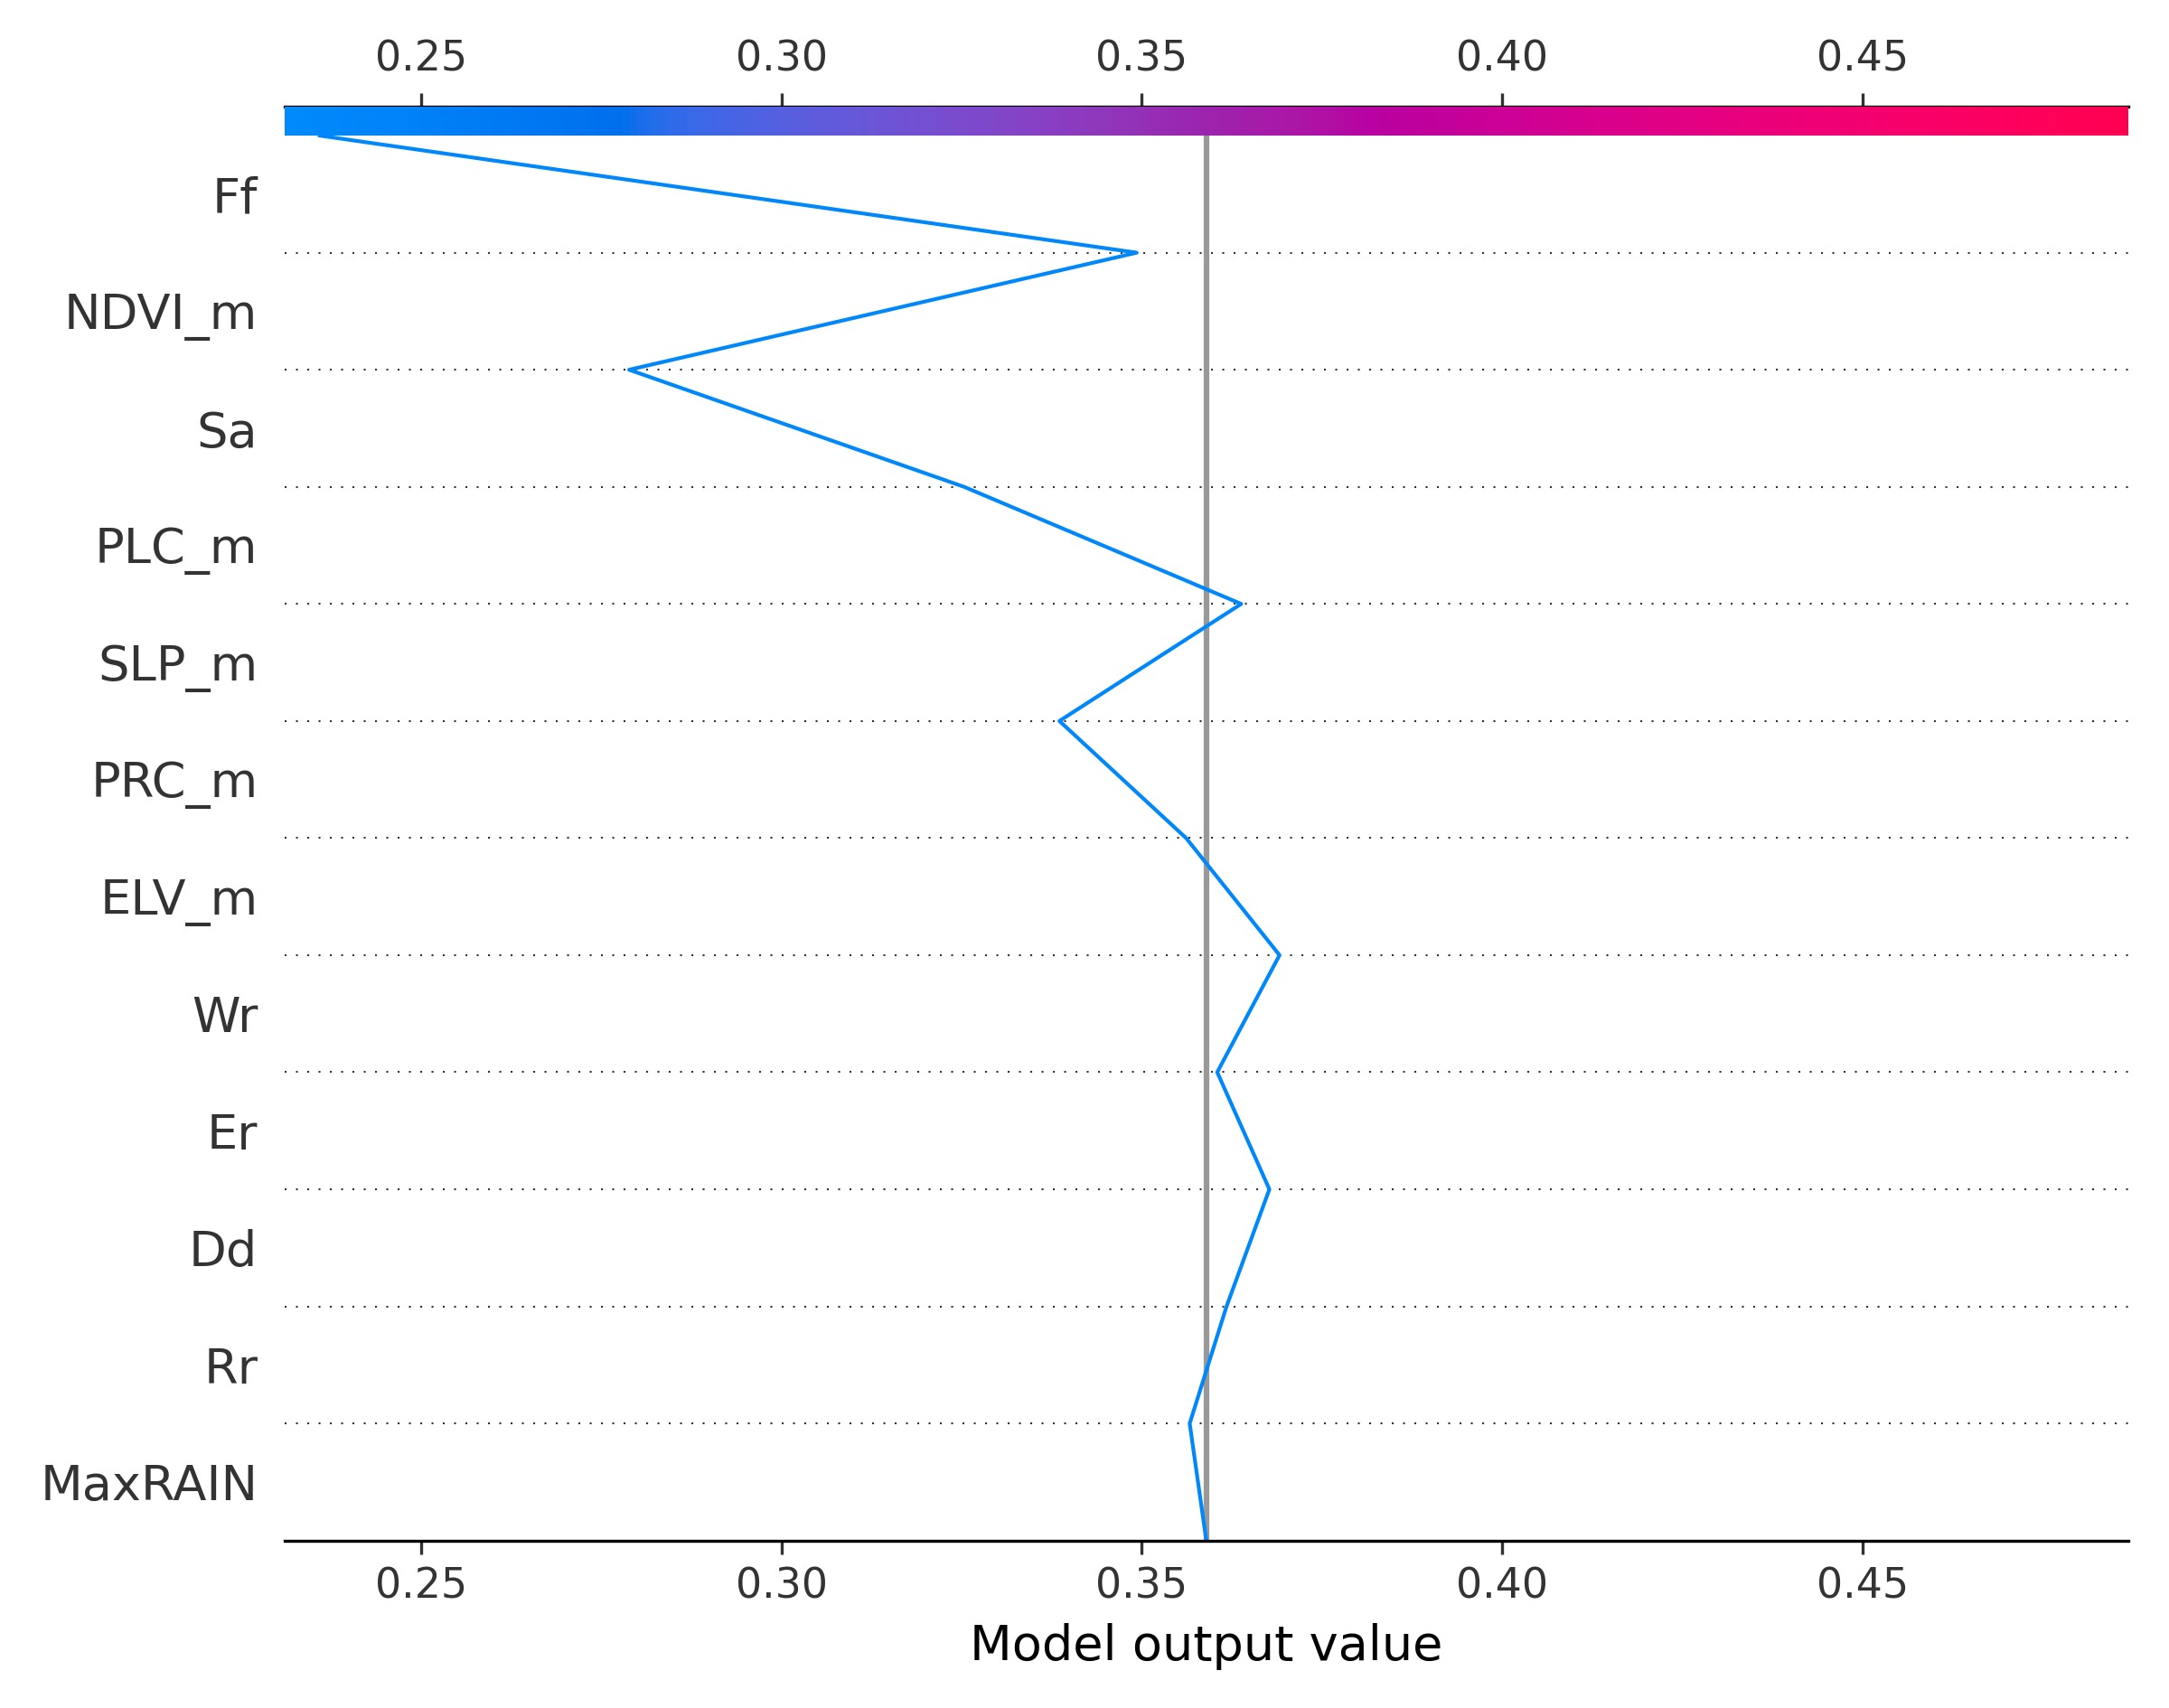 0.25 0.30 0.35 0.40 0.45
Ff
NDVI_m
Sa
PLC_m
SLP_m
PRC_m
ELV_m
Wr
Er
Dd
Rr
MaxRAIN
0.25 0.30 0.35 0.40 0.45
Model output value